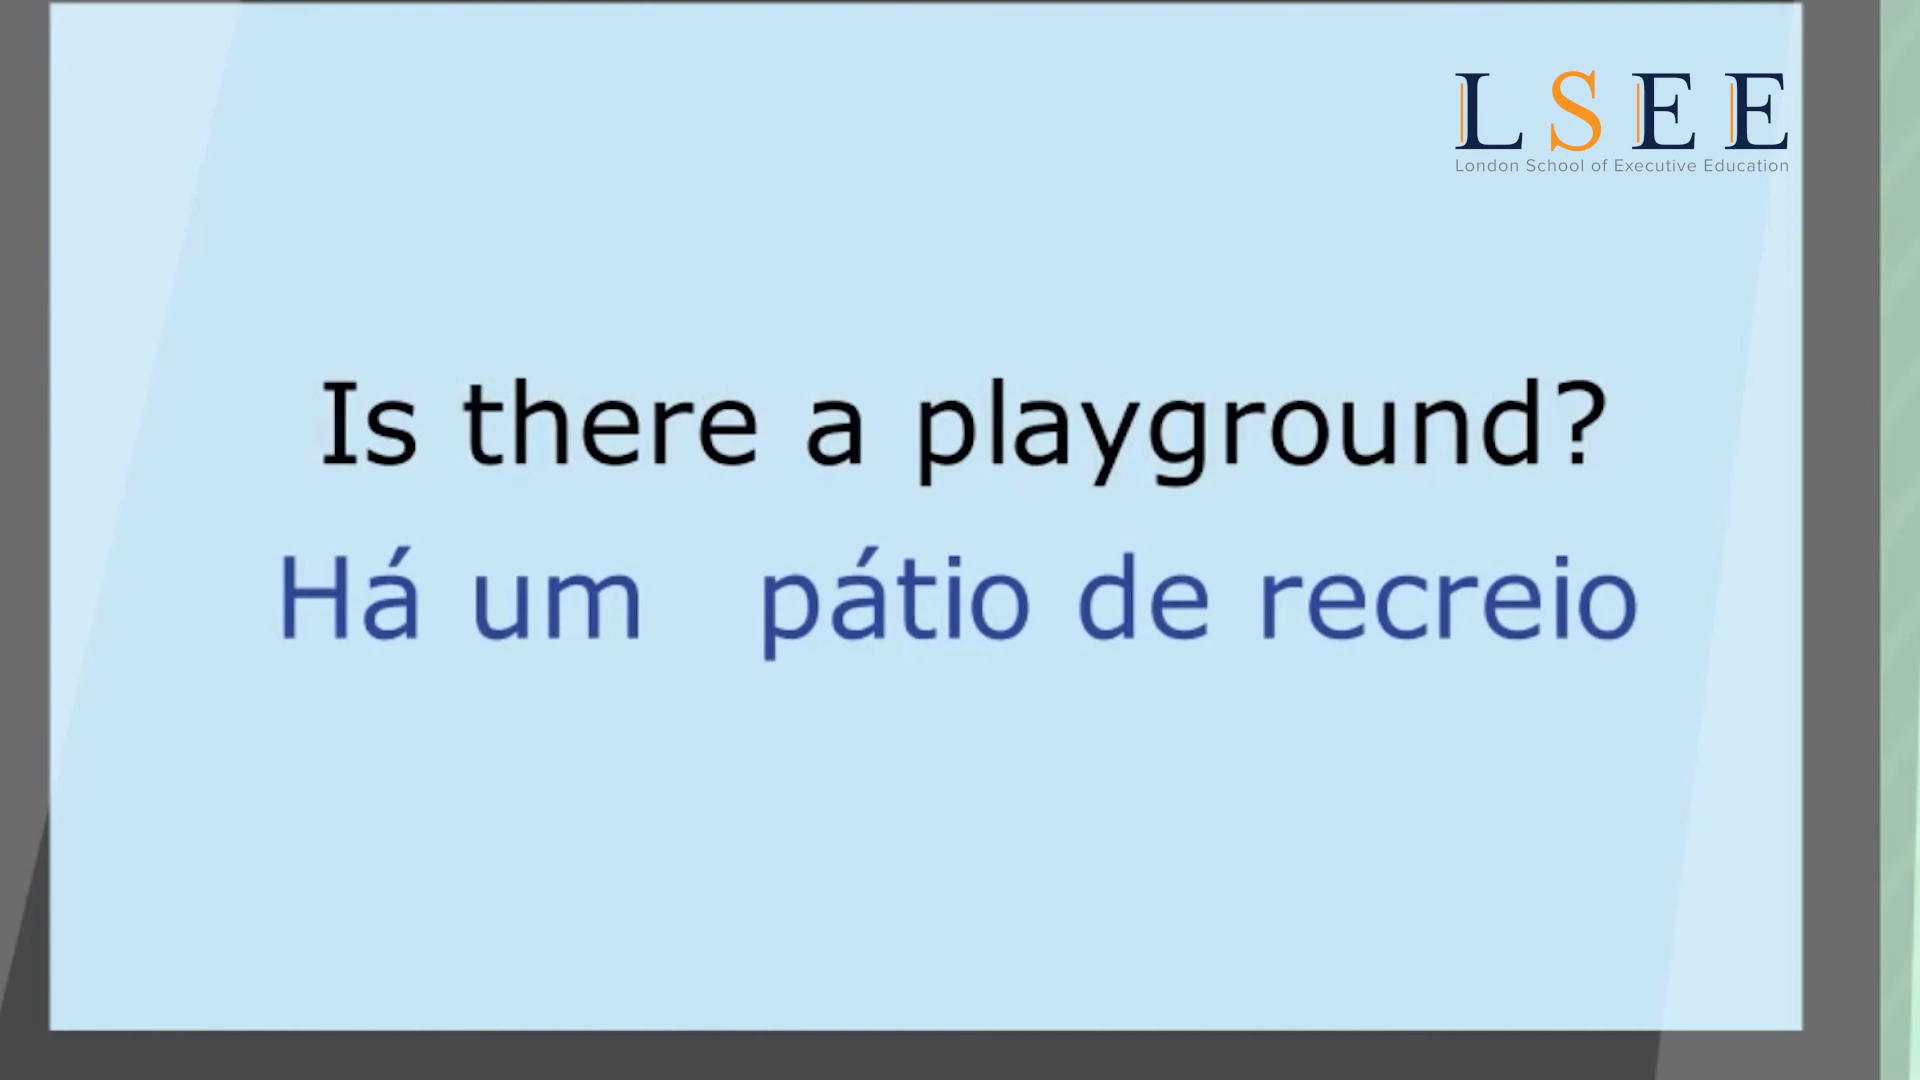 LSEE
London School of Executive Education
Is there a playground?
Há um pátio de recreio